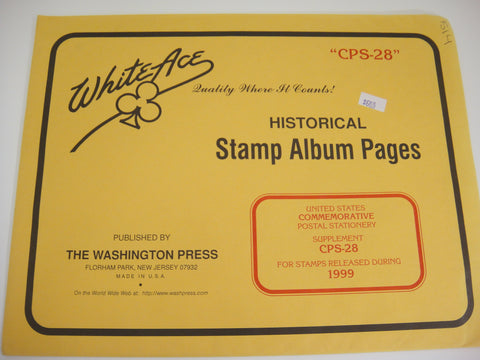 "CPS-28"
White Ace
Quality Where It Counts!
HISTORICAL
Stamp Album Pages
UNITED STATES
COMMEMORATIVE
POSTAL STATIONERY
SUPPLEMENT
CPS-28
FOR STAMPS RELEASED DURING
1999
PUBLISHED BY
THE WASHINGTON PRESS
FLORHAM PARK, NEW JERSEY 07932
MADE IN U.S.A.
On the World Wide Web at: http://www.washpress.com